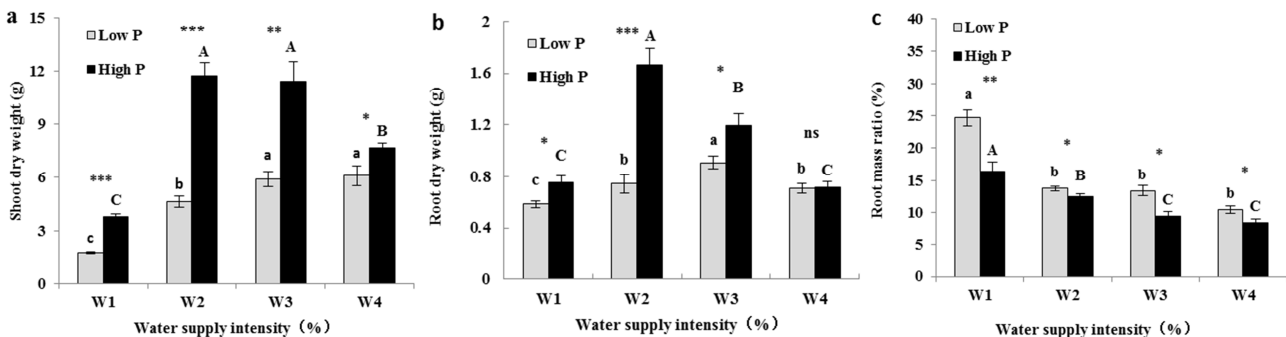 a
Shoot dry weight (g)
15
12
9
6
3
0
Low P
High P
***
c
C
***
b
A
**
a
A
*
a
B
W1 W2 W3 W4
Water supply intensity (%)
b
Root dry weight (g)
2
1.6
1.2
0.8
0.4
0
Low P
High P
*
c
C
***
b
A
*
a
B
ns
b
C
W1 W2 W3 W4
Water supply intensity (%)
c
Root mass ratio (%)
40
35
30
25
20
15
10
5
0
Low P
High P
**
a
A
*
b
B
*
b
C
*
b
C
W1 W2 W3 W4
Water supply intensity (%)